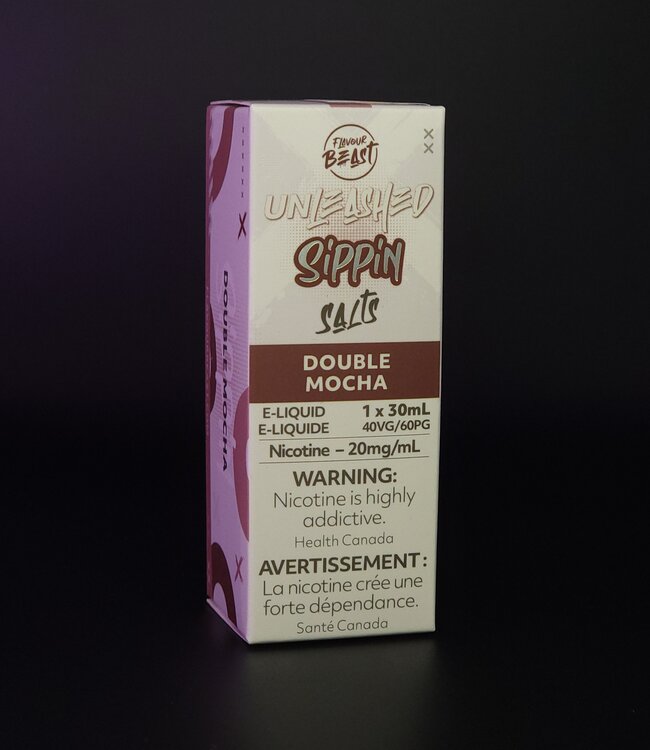 FLAVOUR
BEAST
UNLEASHED
SIPPIN
SALTS
DOUBLE
MOCHA
E-LIQUID 1 x 30mL
E-LIQUIDE 40VG/60PG
Nicotine – 20mg/mL
WARNING:
Nicotine is highly
addictive.
Health Canada
AVERTISSEMENT :
La nicotine crée une
forte dépendance.
Santé Canada
DOUBLE MOCHA